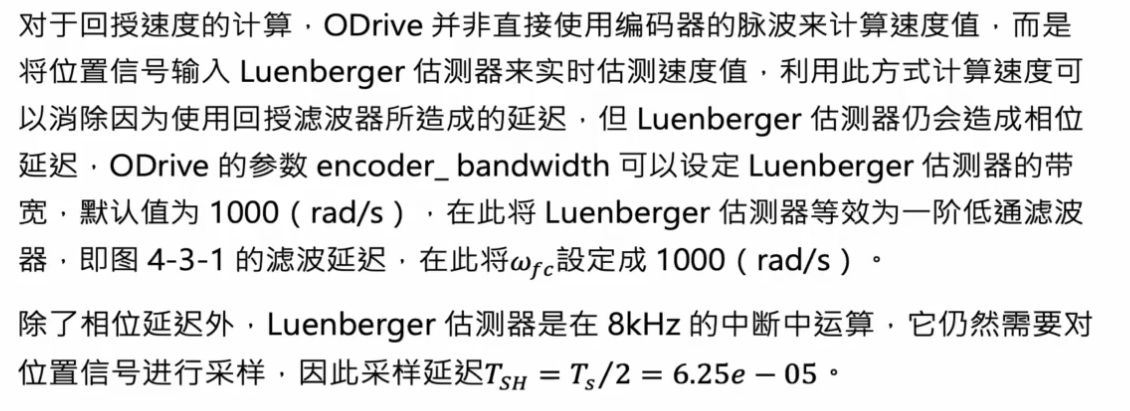 对于回授速度的计算，ODrive 并非直接使用编码器的脉波来计算速度值，而是
将位置信号输入 Luenberger 估测器来实时估测速度值，利用此方式计算速度可
以消除因为使用回授滤波器所造成的延迟，但 Luenberger 估测器仍会造成相位
延迟，ODrive 的参数 encoder_ bandwidth 可以设定 Luenberger 估测器的带
宽，默认值为 1000（rad/s），在此将 Luenberger 估测器等效为一阶低通滤波
器，即图 4-3-1 的滤波延迟，在此将ω_fc設定成 1000（rad/s）。
除了相位延迟外，Luenberger 估测器是在 8kHz 的中断中运算，它仍然需要对
位置信号进行采样，因此采样延迟T_SH = T_s/2 = 6.25e − 05。